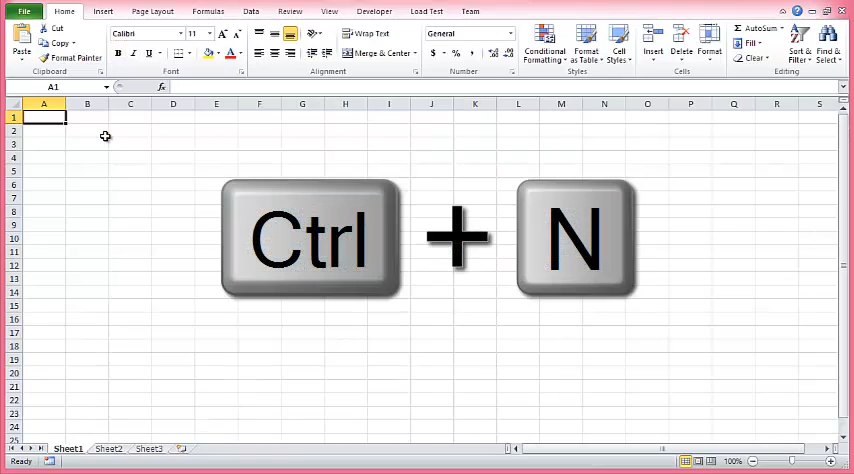 File Home Insert Page Layout Formulas Data Review View Developer Load Test Team
Paste
Cut
Copy
Format Painter
Clipboard
Calibri 11 A A
B I U A
Font
Wrap Text
Merge & Center
Alignment
General
$ % ,
Number
Conditional Formatting
Format as Table
Cell Styles
Styles
Insert Delete Format
Cells
AutoSum
Fill
Clear
Sort & Filter
Find & Select
Editing
A1 fx
A B C D E F G H I J K L M N O P Q R S
1
2
3
4
5
6
7
8
9
10
11
12
13
14
15
16
17
18
19
20
21
22
23
24
25
Ctrl + N
Sheet1 Sheet2 Sheet3
Ready 100%